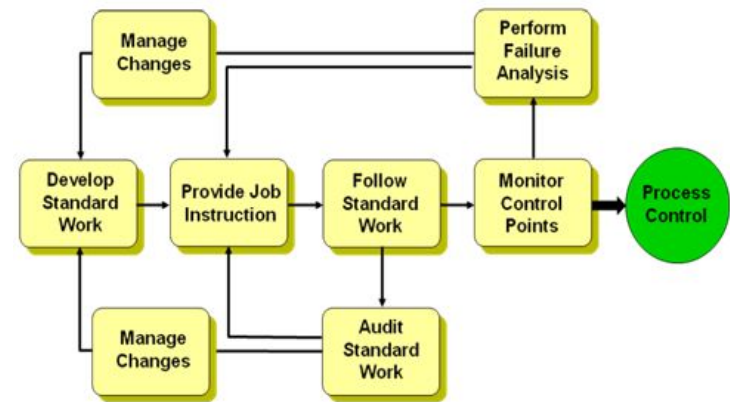 Manage
Changes
Perform
Failure
Analysis
Develop
Standard
Work
Provide Job
Instruction
Follow
Standard
Work
Monitor
Control
Points
Process
Control
Manage
Changes
Audit
Standard
Work